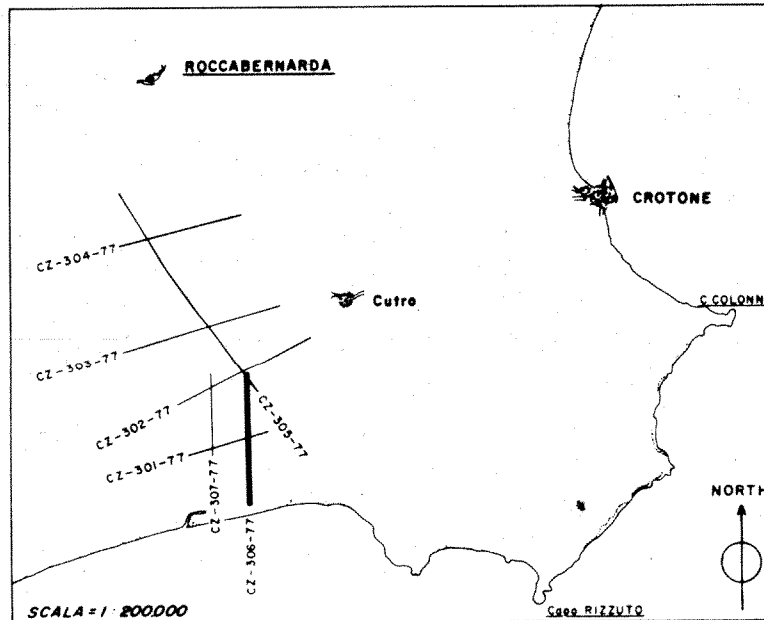 ROCCABERNARDA
CROTONE
CZ-304-77
Cutro
C. COLONN
CZ-303-77
CZ-302-77
CZ-305-77
CZ-301-77
CZ-307-77
CZ-306-77
NORTH
SCALA = 1 : 200.000
Capo RIZZUTO